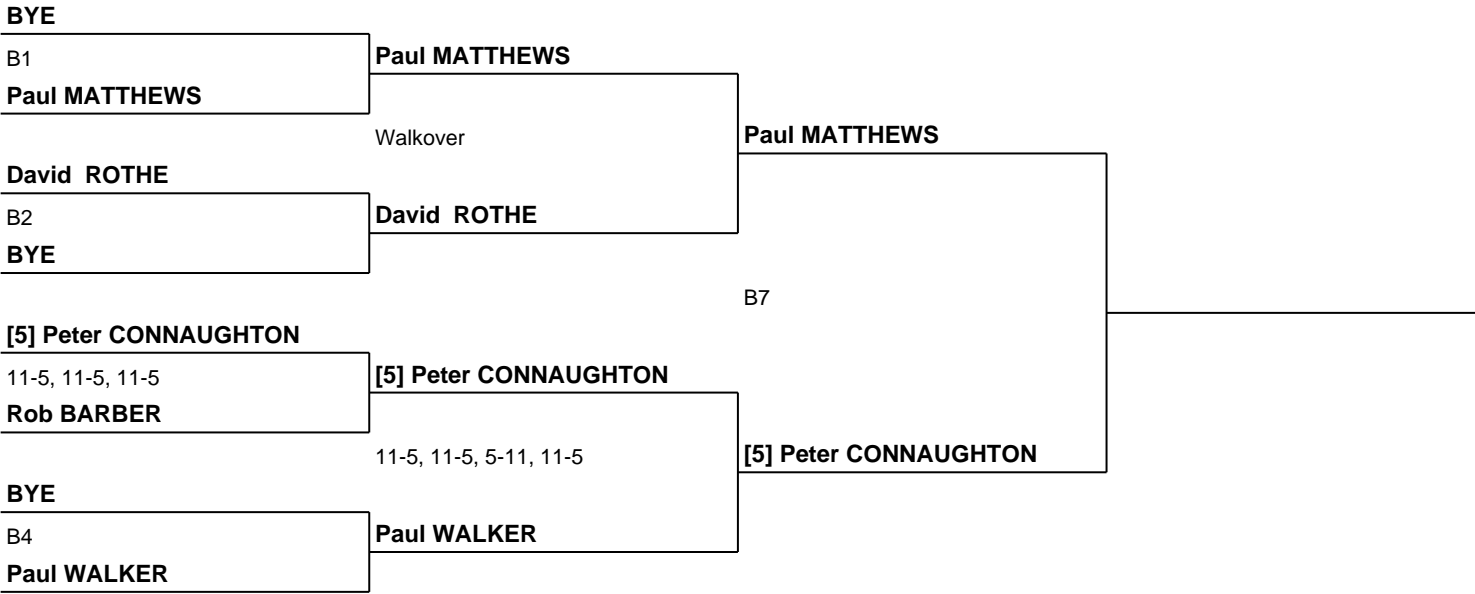 BYE
B1
Paul MATTHEWS
Paul MATTHEWS
Walkover
Paul MATTHEWS
David ROTHE
B2
David ROTHE
BYE
B7
[5] Peter CONNAUGHTON
11-5, 11-5, 11-5
[5] Peter CONNAUGHTON
Rob BARBER
11-5, 11-5, 5-11, 11-5
[5] Peter CONNAUGHTON
BYE
B4
Paul WALKER
Paul WALKER